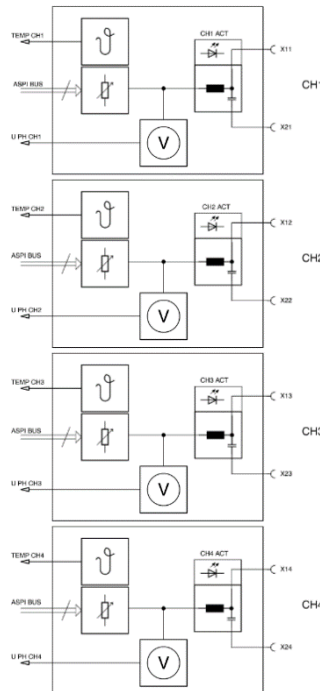 TEMP CH1
CH1 ACT
X11
ASPI BUS
CH1
X21
U PH CH1
V
TEMP CH2
CH2 ACT
X12
ASPI BUS
CH2
X22
U PH CH2
V
TEMP CH3
CH3 ACT
X13
ASPI BUS
CH3
X23
U PH CH3
V
TEMP CH4
CH4 ACT
X14
ASPI BUS
CH4
X24
U PH CH4
V